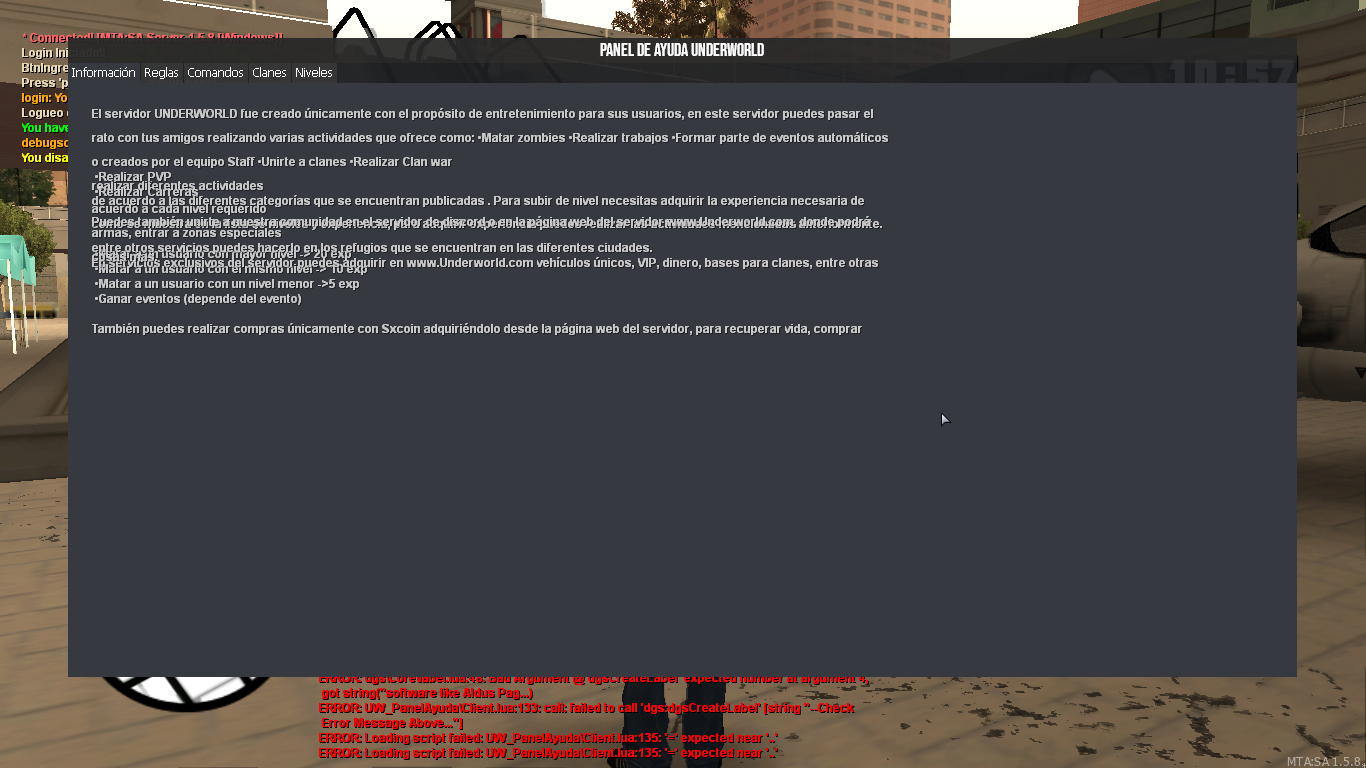 * Connected! [MTA:SA Server 1.5.8 [Windows]]
PANEL DE AYUDA UNDERWORLD
Login Iniciado!!
BtnIngre
Información Reglas Comandos Clanes Niveles
10:57
Press 'p
login: Yo
Logueo
You have
debugsc
You disa
El servidor UNDERWORLD fue creado únicamente con el propósito de entretenimiento para sus usuarios, en este servidor puedes pasar el
rato con tus amigos realizando varias actividades que ofrece como: •Matar zombies •Realizar trabajos •Formar parte de eventos automáticos
o creados por el equipo Staff •Unirte a clanes •Realizar Clan war
•Realizar PVP
realizar diferentes actividades
•Realizar Carreras
de acuerdo a las diferentes categorías que se encuentran publicadas . Para subir de nivel necesitas adquirir la experiencia necesaria de
acuerdo a cada nivel requerido
Puedes también unirte a nuestra comunidad en el servidor de discord o en la página web del servidor www.Underworld.com, donde podrá
armas, entrar a zonas especiales
entre otros servicios puedes hacerlo en los refugios que se encuentran en las diferentes ciudades.
•Matar a un usuario con mayor nivel -> 20 exp
En servicios exclusivos del servidor puedes adquirir en www.Underworld.com vehículos únicos, VIP, dinero, bases para clanes, entre otras
•Matar a un usuario con el mismo nivel -> 10 exp
•Matar a un usuario con un nivel menor ->5 exp
•Ganar eventos (depende del evento)
También puedes realizar compras únicamente con Sxcoin adquiriéndolo desde la página web del servidor, para recuperar vida, comprar
ERROR: dgs\Core\label.lua:48: Bad Argument @ dgsCreateLabel expected number at argument 4,
got string("software like Aldus Pag...)
ERROR: UW_PanelAyuda\Client.lua:133: call: failed to call 'dgs:dgsCreateLabel' [string "--Check
Error Message Above..."]
ERROR: Loading script failed: UW_PanelAyuda\Client.lua:135: '=' expected near '..'
ERROR: Loading script failed: UW_PanelAyuda\Client.lua:135: '=' expected near '..'
MTA:SA 1.5.8